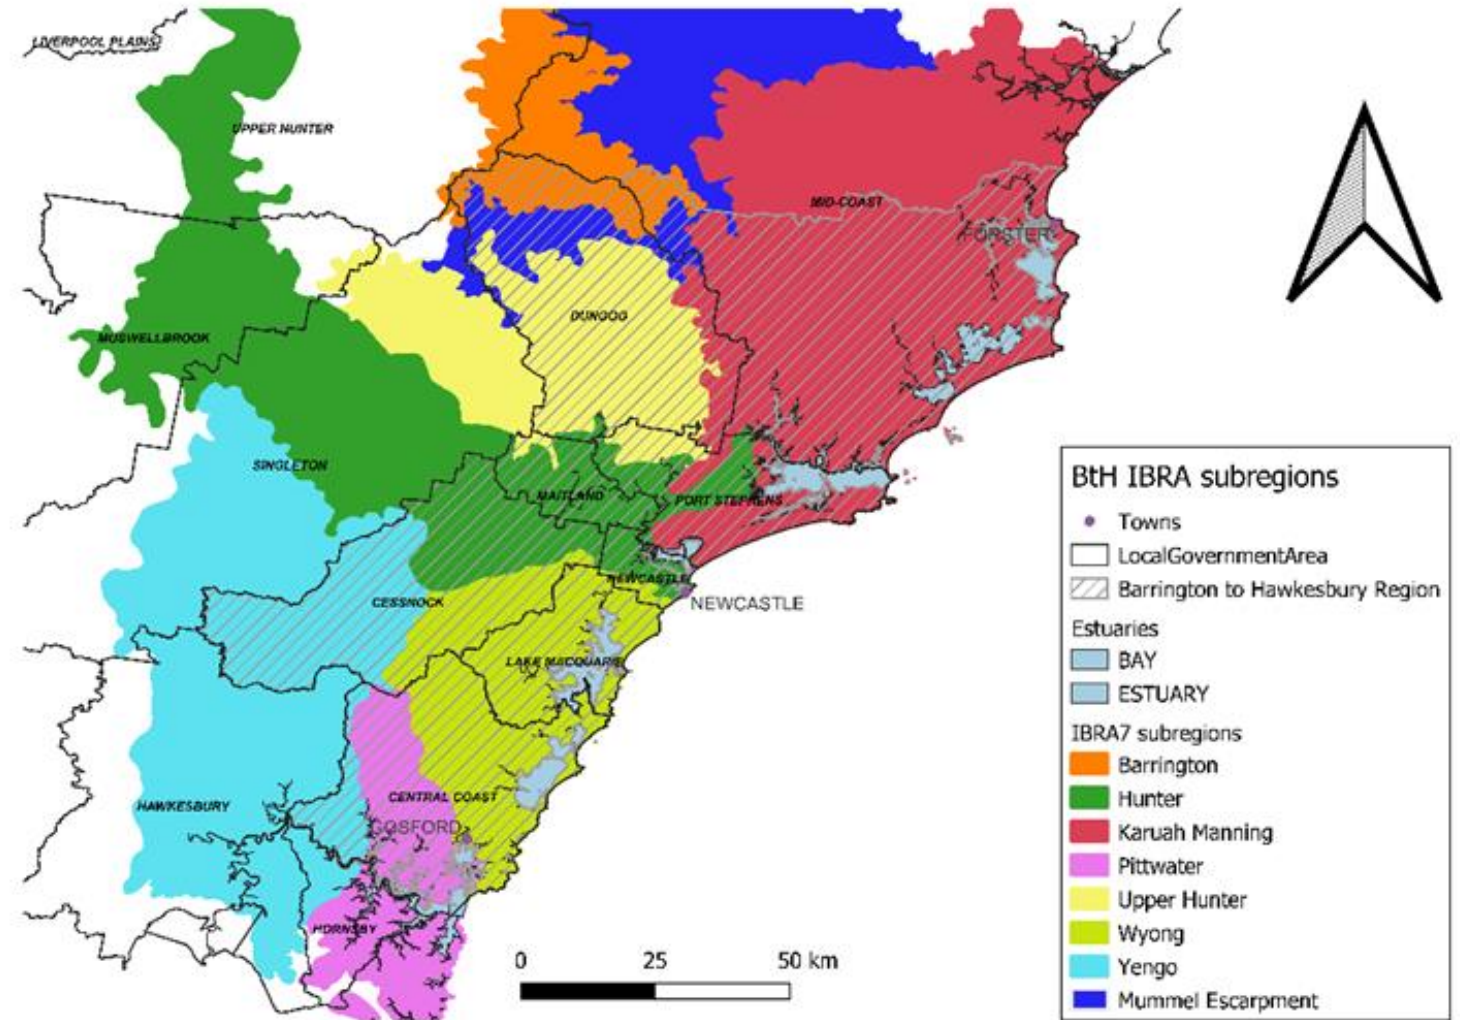 LIVERPOOL PLAINS
UPPER HUNTER
MID-COAST
FORSTER
DUNGOG
MUSWELLBROOK
SINGLETON
MAITLAND
PORT STEPHENS
NEWCASTLE
CESSNOCK
NEWCASTLE
LAKE MACQUARIE
CENTRAL COAST
HAWKESBURY
GOSFORD
HORNSBY
0 25 50 km
BtH IBRA subregions
Towns
LocalGovernmentArea
Barrington to Hawkesbury Region
Estuaries
BAY
ESTUARY
IBRA7 subregions
Barrington
Hunter
Karuah Manning
Pittwater
Upper Hunter
Wyong
Yengo
Mummel Escarpment